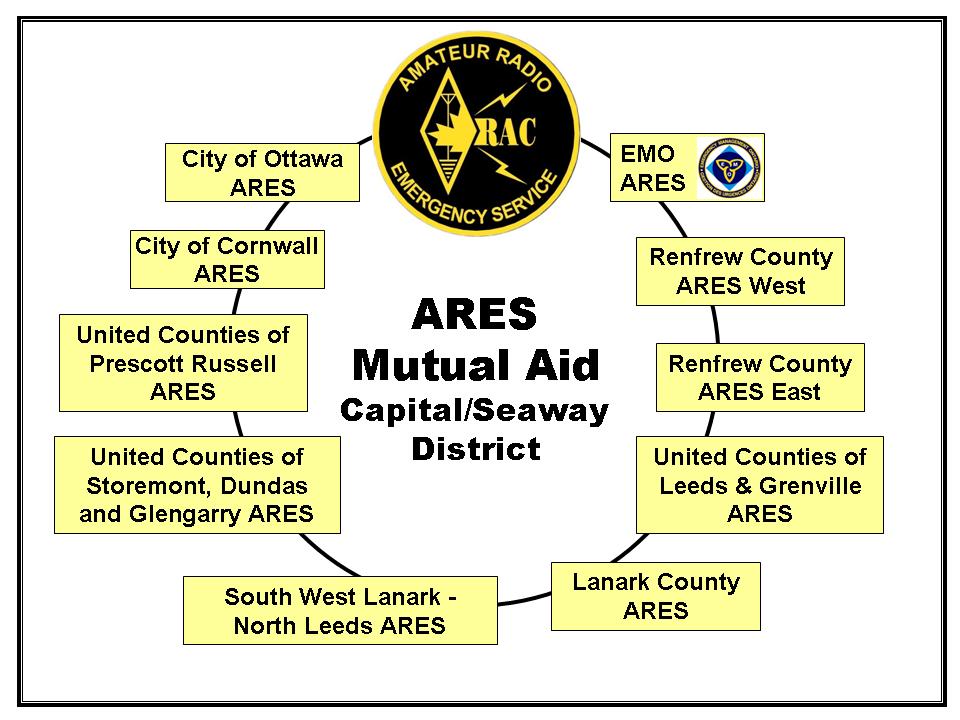 AMATEUR RADIO
RAC
EMERGENCY SERVICE
City of Ottawa
ARES
EMO
ARES
City of Cornwall
ARES
Renfrew County
ARES West
United Counties of
Prescott Russell
ARES
ARES
Mutual Aid
Capital/Seaway
District
Renfrew County
ARES East
United Counties of
Storemont, Dundas
and Glengarry ARES
United Counties of
Leeds & Grenville
ARES
South West Lanark -
North Leeds ARES
Lanark County
ARES